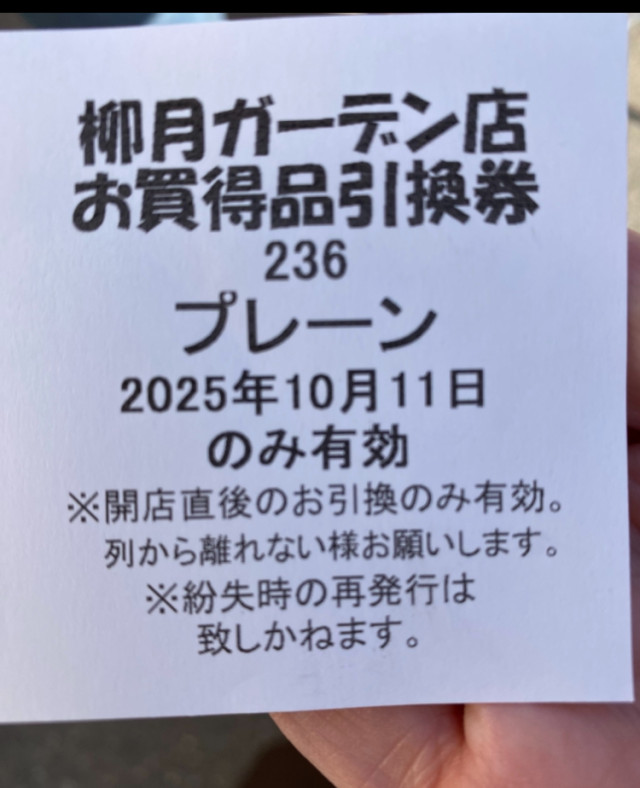 柳月ガーデン店
お買得品引換券
236
プレーン
2025年10月11日
のみ有効
※開店直後のお引換のみ有効。
列から離れない様お願いします。
※紛失時の再発行は
致しかねます。